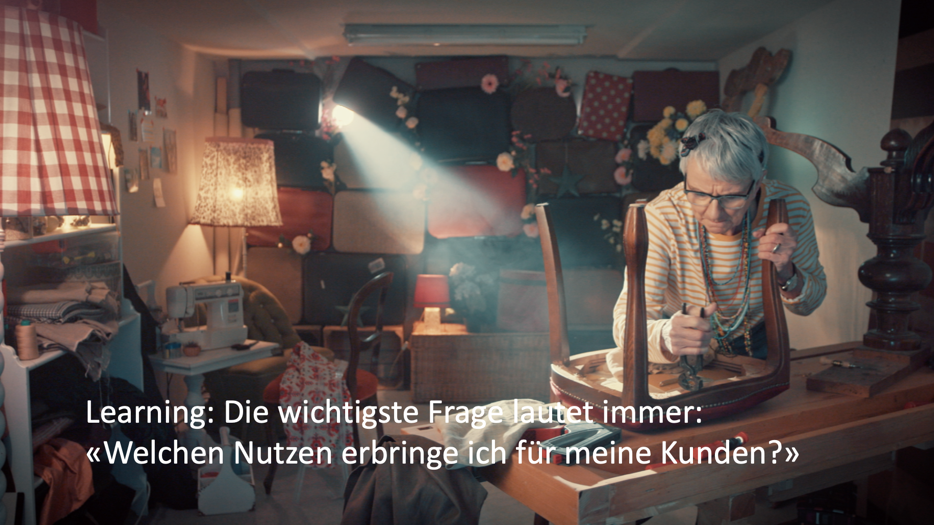 Learning: Die wichtigste Frage lautet immer:
«Welchen Nutzen erbringe ich für meine Kunden?»